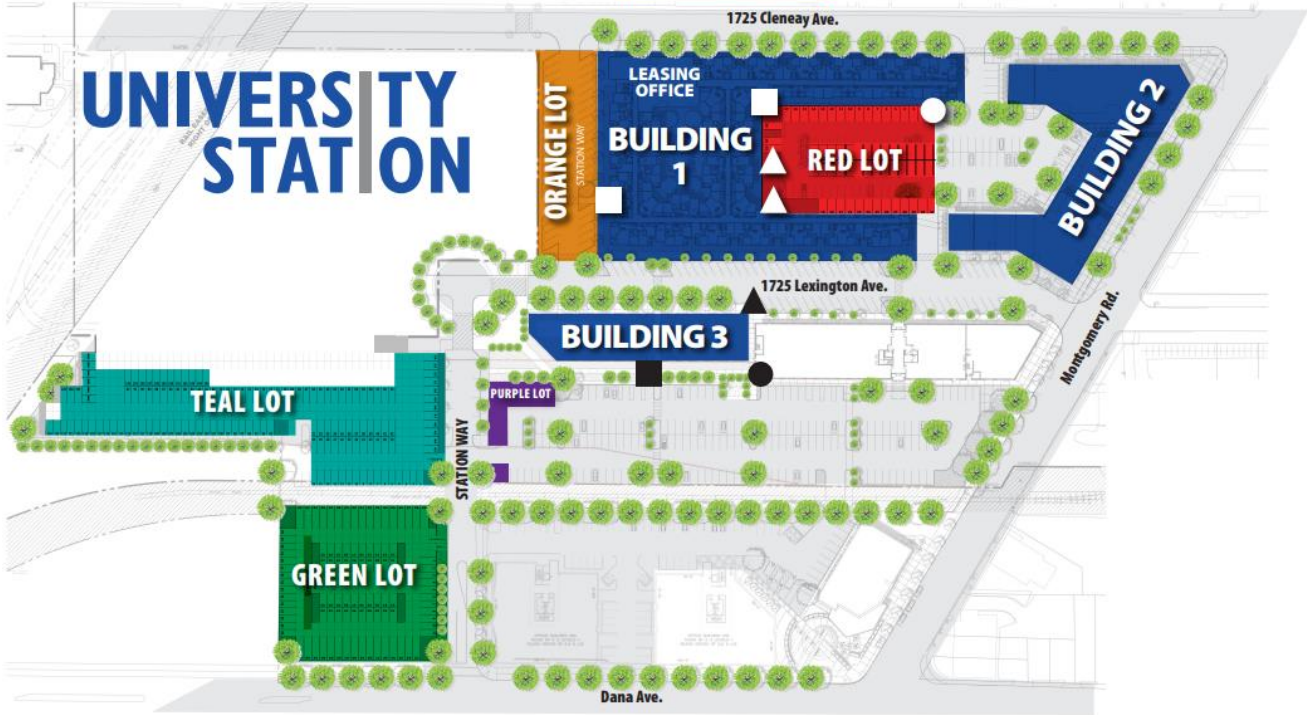 1725 Cleneay Ave.
UNIVERSITY
STATION
ORANGE LOT
STATION WAY
LEASING
OFFICE
BUILDING
1
RED LOT
BUILDING 2
1725 Lexington Ave.
BUILDING 3
Montgomery Rd.
TEAL LOT
PURPLE LOT
STATION WAY
GREEN LOT
Dana Ave.